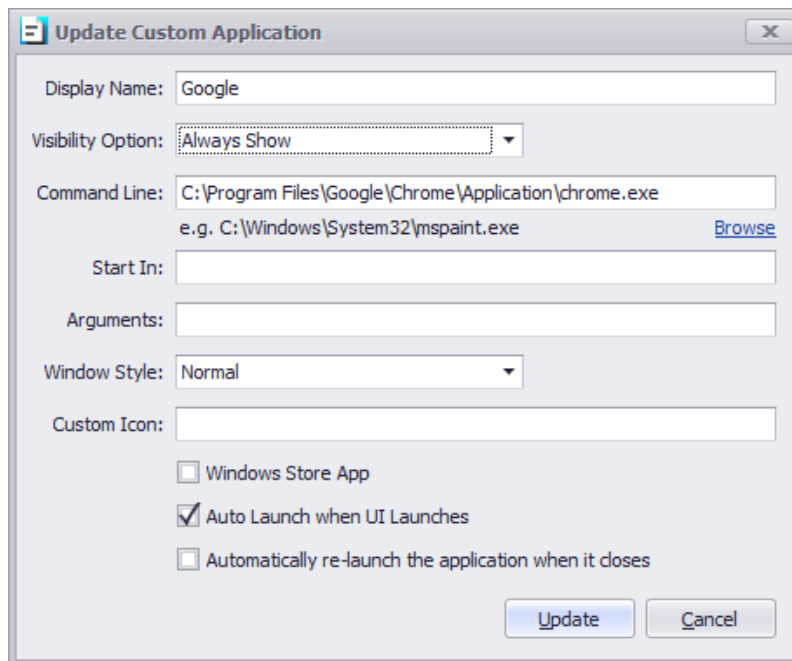 Update Custom Application
Display Name: Google
Visibility Option: Always Show
Command Line: C:\Program Files\Google\Chrome\Application\chrome.exe
e.g. C:\Windows\System32\mspaint.exe Browse
Start In:
Arguments:
Window Style: Normal
Custom Icon:
Windows Store App
Auto Launch when UI Launches
Automatically re-launch the application when it closes
Update Cancel